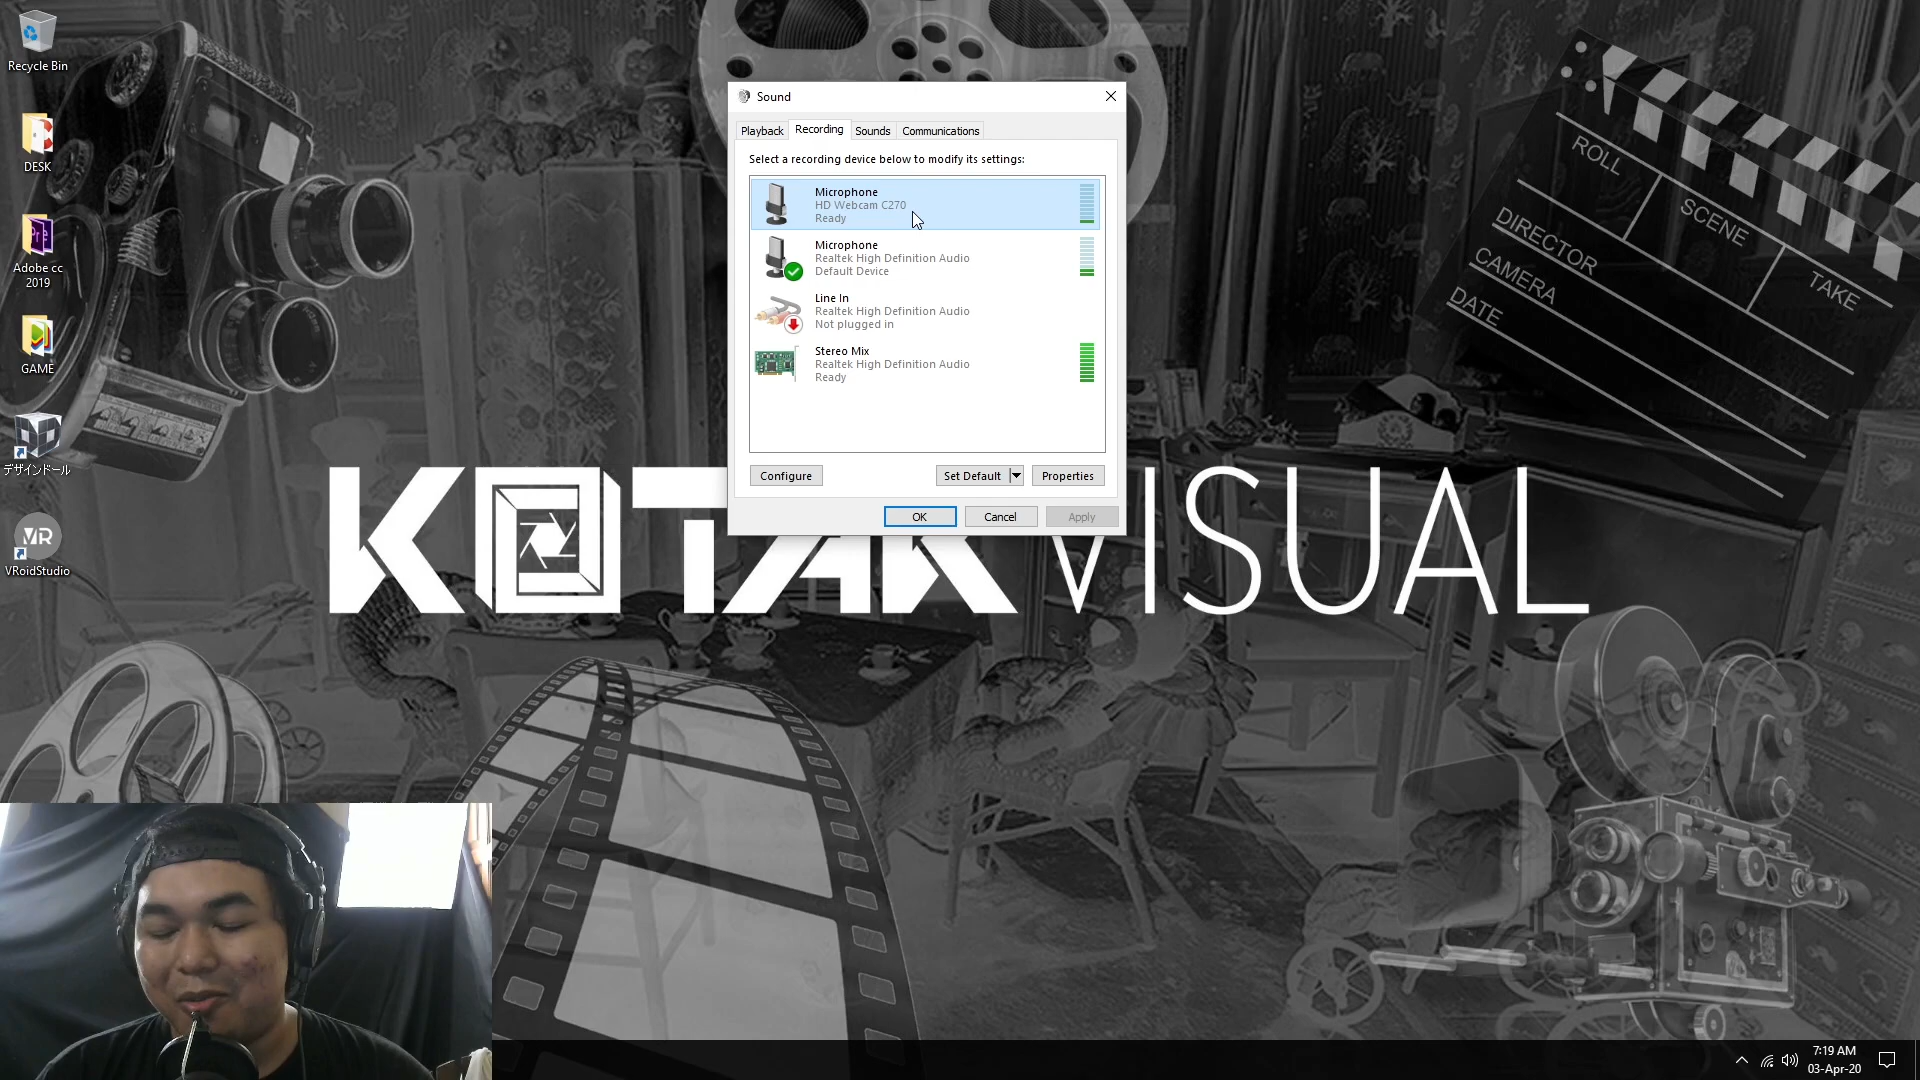 Recycle Bin
DESK
Adobe cc
2019
GAME
デザインドール
VR
VRoidStudio
Sound
Playback
Recording
Sounds
Communications
Select a recording device below to modify its settings:
Microphone
HD Webcam C270
Ready
Microphone
Realtek High Definition Audio
Default Device
Line In
Realtek High Definition Audio
Not plugged in
Stereo Mix
Realtek High Definition Audio
Ready
Configure
Set Default
Properties
OK
Cancel
Apply
KOTAK VISUAL
ROLL
SCENE
TAKE
DIRECTOR
CAMERA
DATE
7:19 AM
03-Apr-20